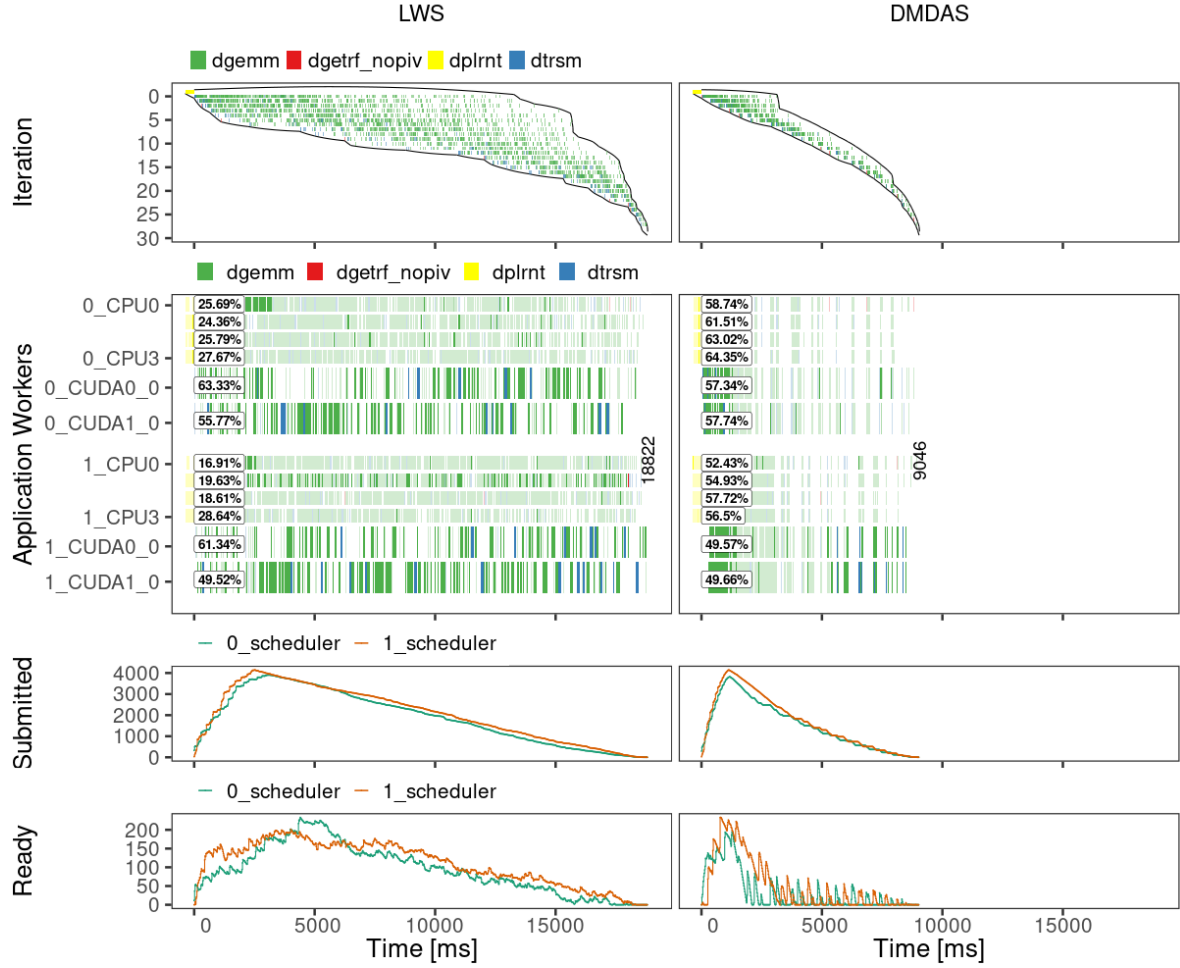 LWS DMDAS
dgemm dgetrf_nopiv dplrnt dtrsm
Iteration
0
5
10
15
20
25
30
dgemm dgetrf_nopiv dplrnt dtrsm
Application Workers
0_CPU0 25.69% 58.74%
24.36% 61.51%
25.79% 63.02%
0_CPU3 27.67% 64.35%
0_CUDA0_0 63.33% 57.34%
0_CUDA1_0 55.77% 57.74%
18822 9046
1_CPU0 16.91% 52.43%
19.63% 54.93%
18.61% 57.72%
1_CPU3 28.64% 56.5%
1_CUDA0_0 61.34% 49.57%
1_CUDA1_0 49.52% 49.66%
0_scheduler 1_scheduler
Submitted
4000
3000
2000
1000
0
0_scheduler 1_scheduler
Ready
200
150
100
50
0
0 5000 10000 15000 0 5000 10000 15000
Time [ms] Time [ms]